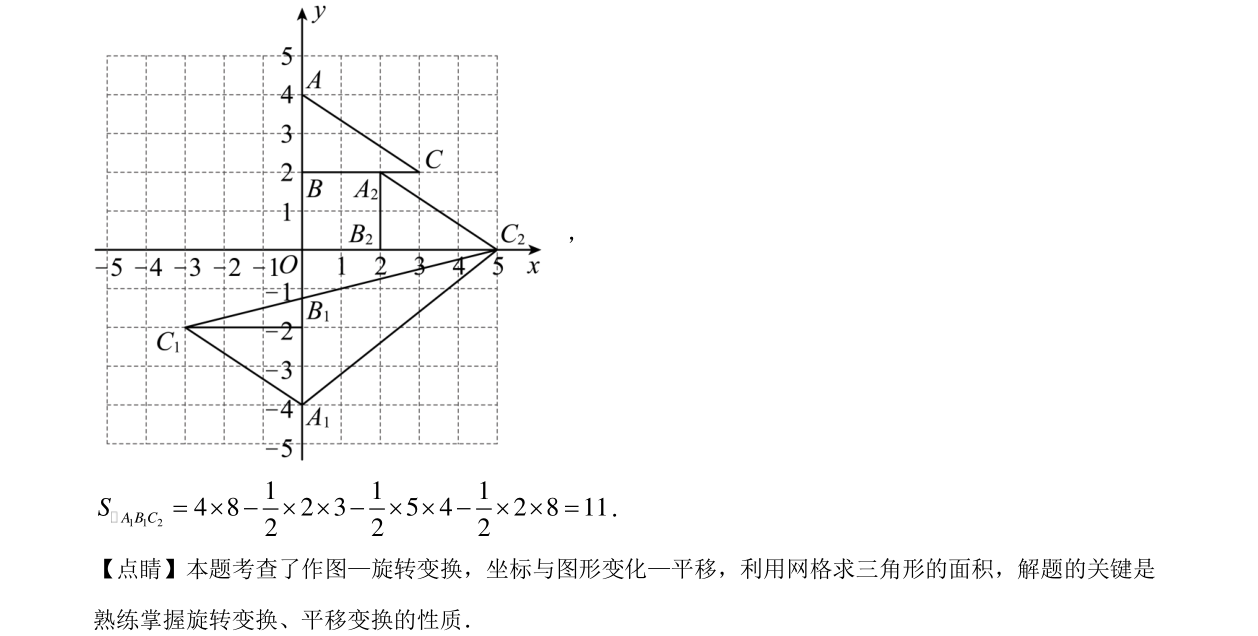 y
5
A
4
3
C
2
B A₂
1
B₂ C₂ ，
−5 −4 −3 −2 −1 O 1 2 3 4 5 x
−1
B₁
−2
C₁
−3
−4 A₁
−5
S□A₁B₁C₂ = 4×8−1/2×2×3−1/2×5×4−1/2×2×8=11．
【点睛】本题考查了作图—旋转变换，坐标与图形变化—平移，利用网格求三角形的面积，解题的关键是
熟练掌握旋转变换、平移变换的性质．